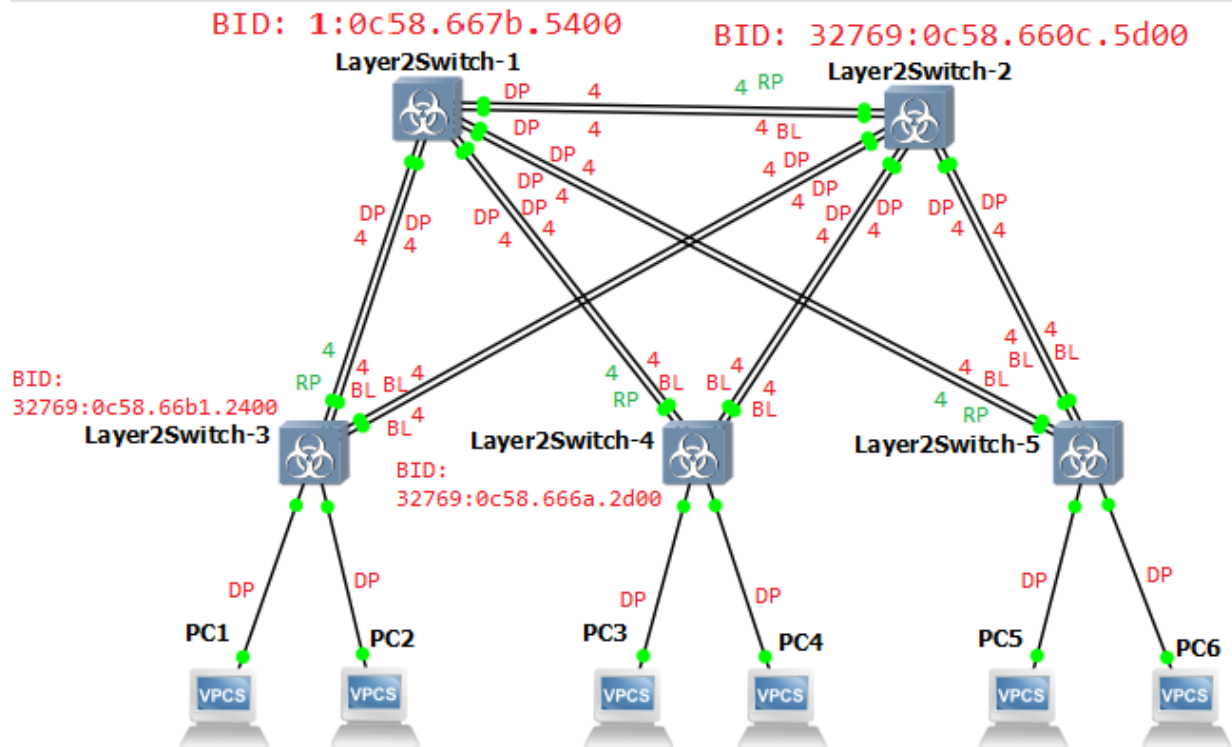 BID: 1:0c58.667b.5400
BID: 32769:0c58.660c.5d00
Layer2Switch-1
Layer2Switch-2
DP 4 4 RP
DP 4 4 BL
DP 4 4 DP
DP 4 4 DP
DP 4 DP 4
DP 4 DP 4
DP 4 DP 4
DP 4 DP 4
4 RP
4 BL
BL 4
BL 4
4 RP
4 BL
BL 4
4 BL
4 RP
4 BL
4 BL
4 BL
BID:
32769:0c58.66b1.2400
Layer2Switch-3
Layer2Switch-4
Layer2Switch-5
BID:
32769:0c58.666a.2d00
DP
DP
DP
DP
DP
DP
PC1
PC2
PC3
PC4
PC5
PC6
VPCS
VPCS
VPCS
VPCS
VPCS
VPCS